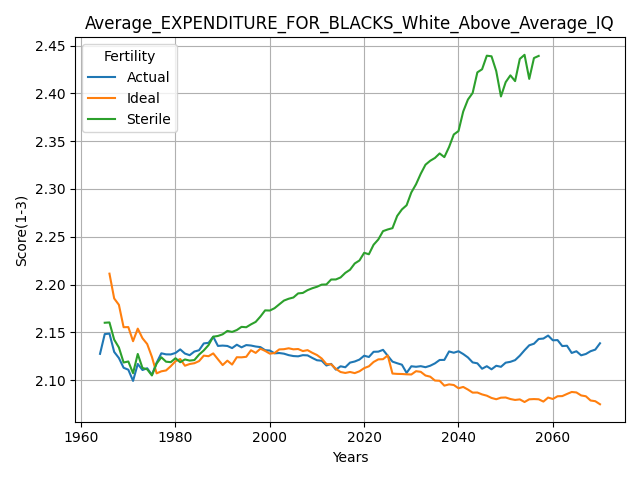 Average_EXPENDITURE_FOR_BLACKS_White_Above_Average_IQ
Fertility
Actual
Ideal
Sterile
Score(1-3)
2.45
2.40
2.35
2.30
2.25
2.20
2.15
2.10
1960
1980
2000
2020
2040
2060
Years